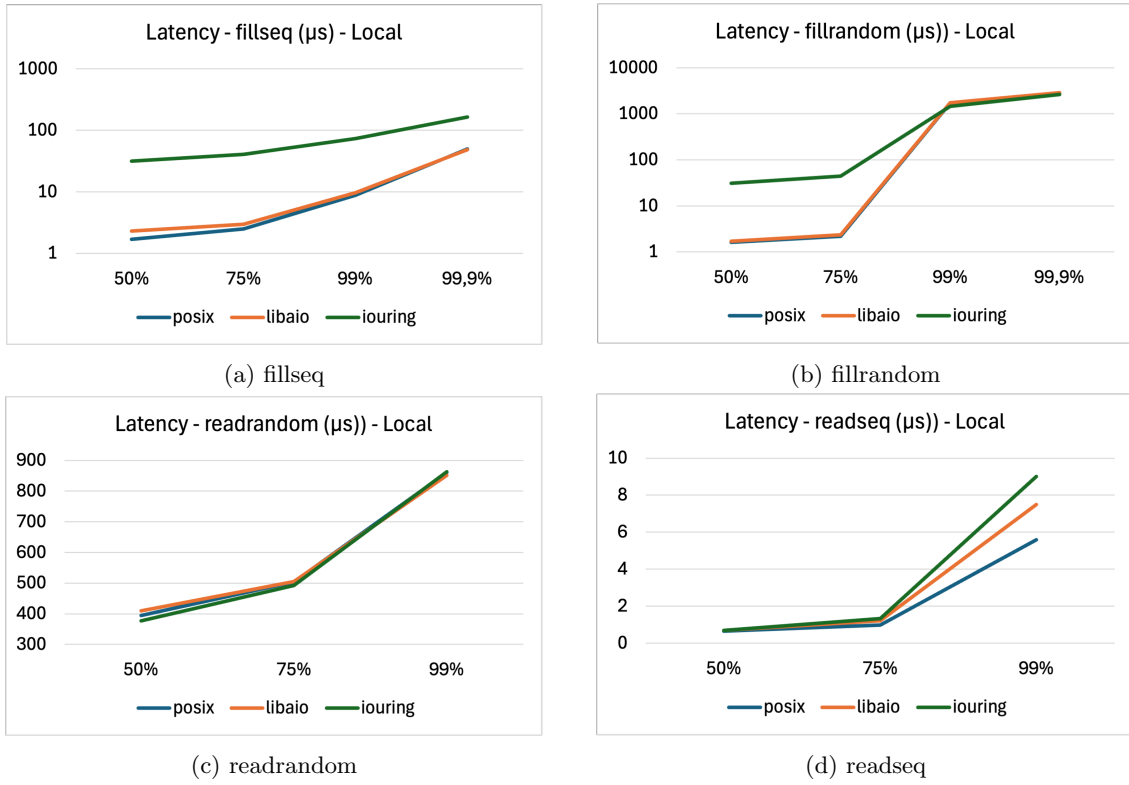 Latency - fillseq (µs) - Local
1000
100
10
1
50% 75% 99% 99,9%
posix libaio iouring
(a) fillseq
Latency - fillrandom (µs)) - Local
10000
1000
100
10
1
50% 75% 99% 99,9%
posix libaio iouring
(b) fillrandom
Latency - readrandom (µs)) - Local
900
800
700
600
500
400
300
50% 75% 99%
posix libaio iouring
(c) readrandom
Latency - readseq (µs)) - Local
10
8
6
4
2
0
50% 75% 99%
posix libaio iouring
(d) readseq